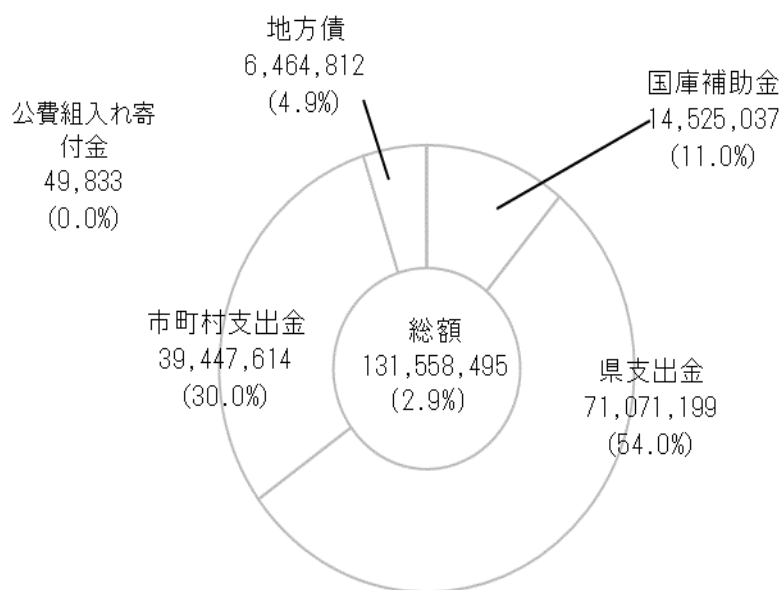 地方債
6,464,812
(4.9%)
国庫補助金
14,525,037
(11.0%)
公費組入れ寄
付金
49,833
(0.0%)
市町村支出金
39,447,614
(30.0%)
総額
131,558,495
(2.9%)
県支出金
71,071,199
(54.0%)